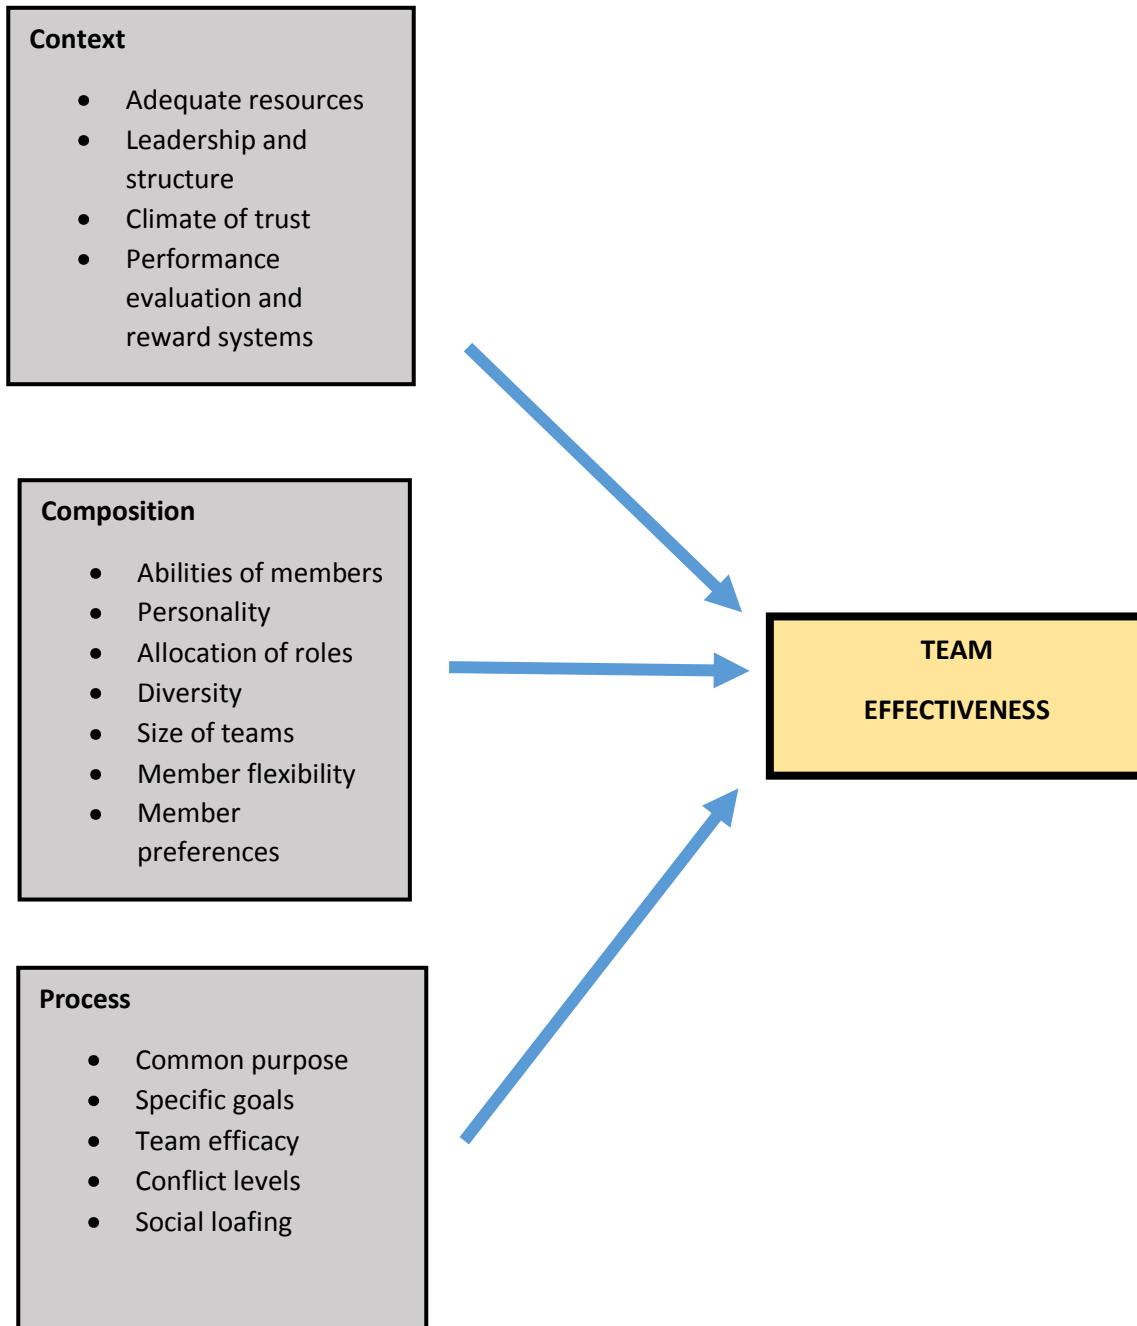 Context
• Adequate resources
• Leadership and
structure
• Climate of trust
• Performance
evaluation and
reward systems
Composition
• Abilities of members
• Personality
• Allocation of roles
• Diversity
• Size of teams
• Member flexibility
• Member
preferences
TEAM
EFFECTIVENESS
Process
• Common purpose
• Specific goals
• Team efficacy
• Conflict levels
• Social loafing